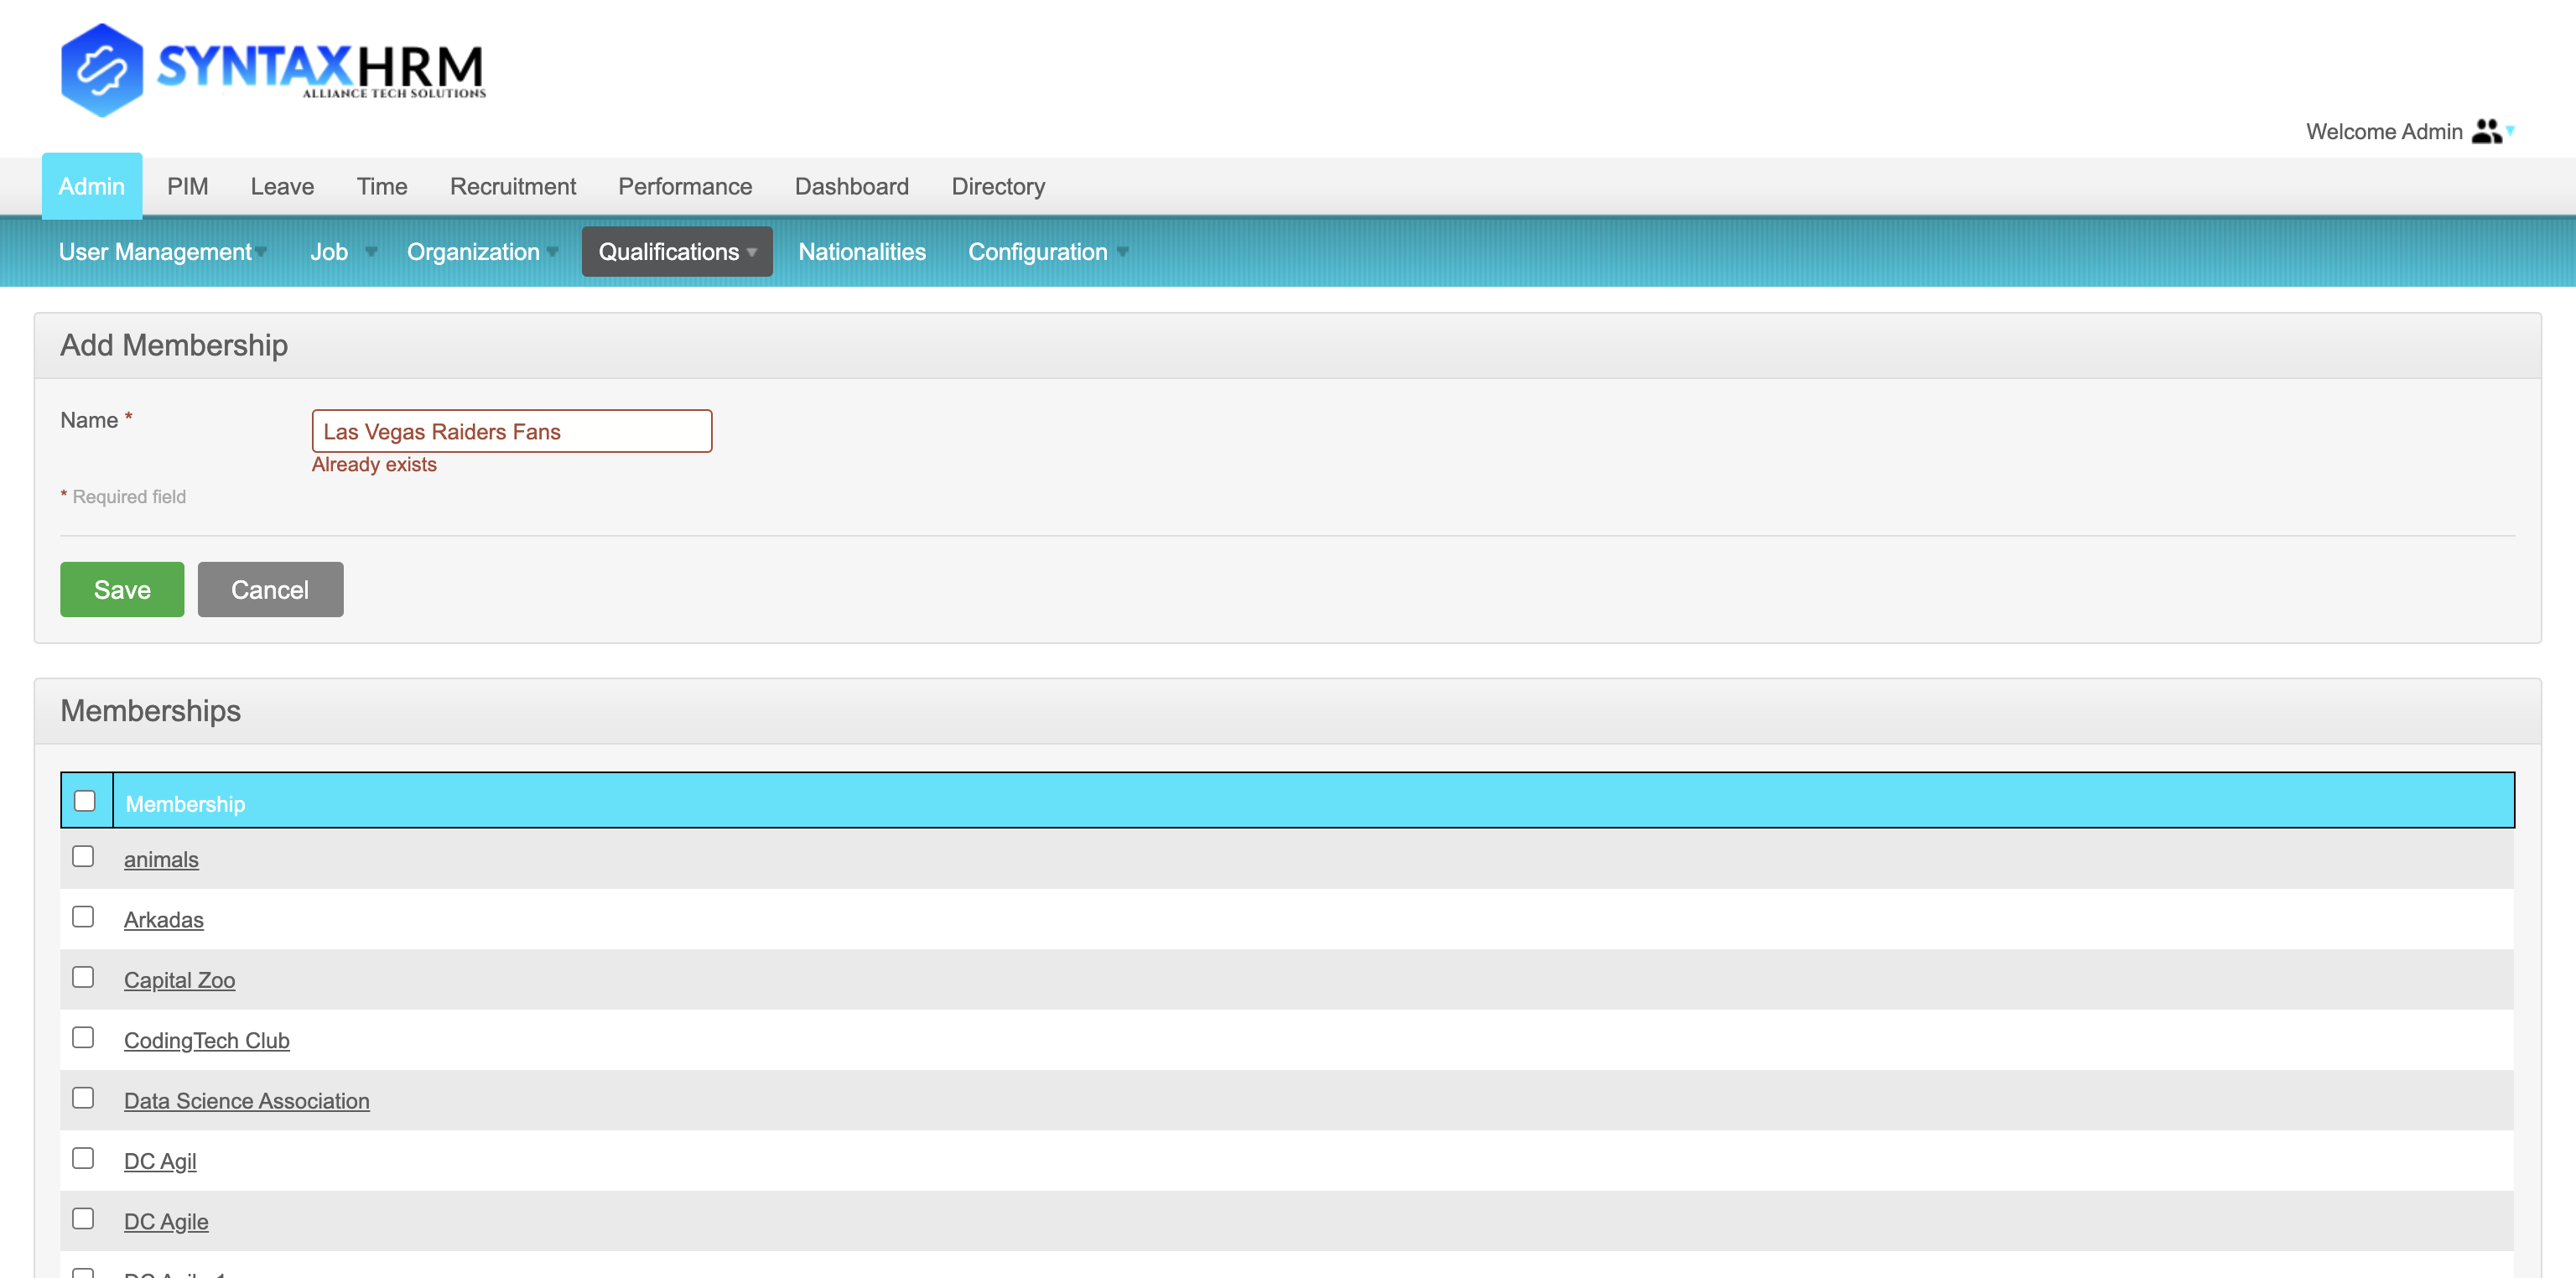 SYNTAXHRM
ALLIANCE TECH SOLUTIONS
Welcome Admin
Admin PIM Leave Time Recruitment Performance Dashboard Directory
User Management Job Organization Qualifications Nationalities Configuration
Add Membership
Name *
Las Vegas Raiders Fans
Already exists
* Required field
Save Cancel
Memberships
Membership
animals
Arkadas
Capital Zoo
CodingTech Club
Data Science Association
DC Agil
DC Agile